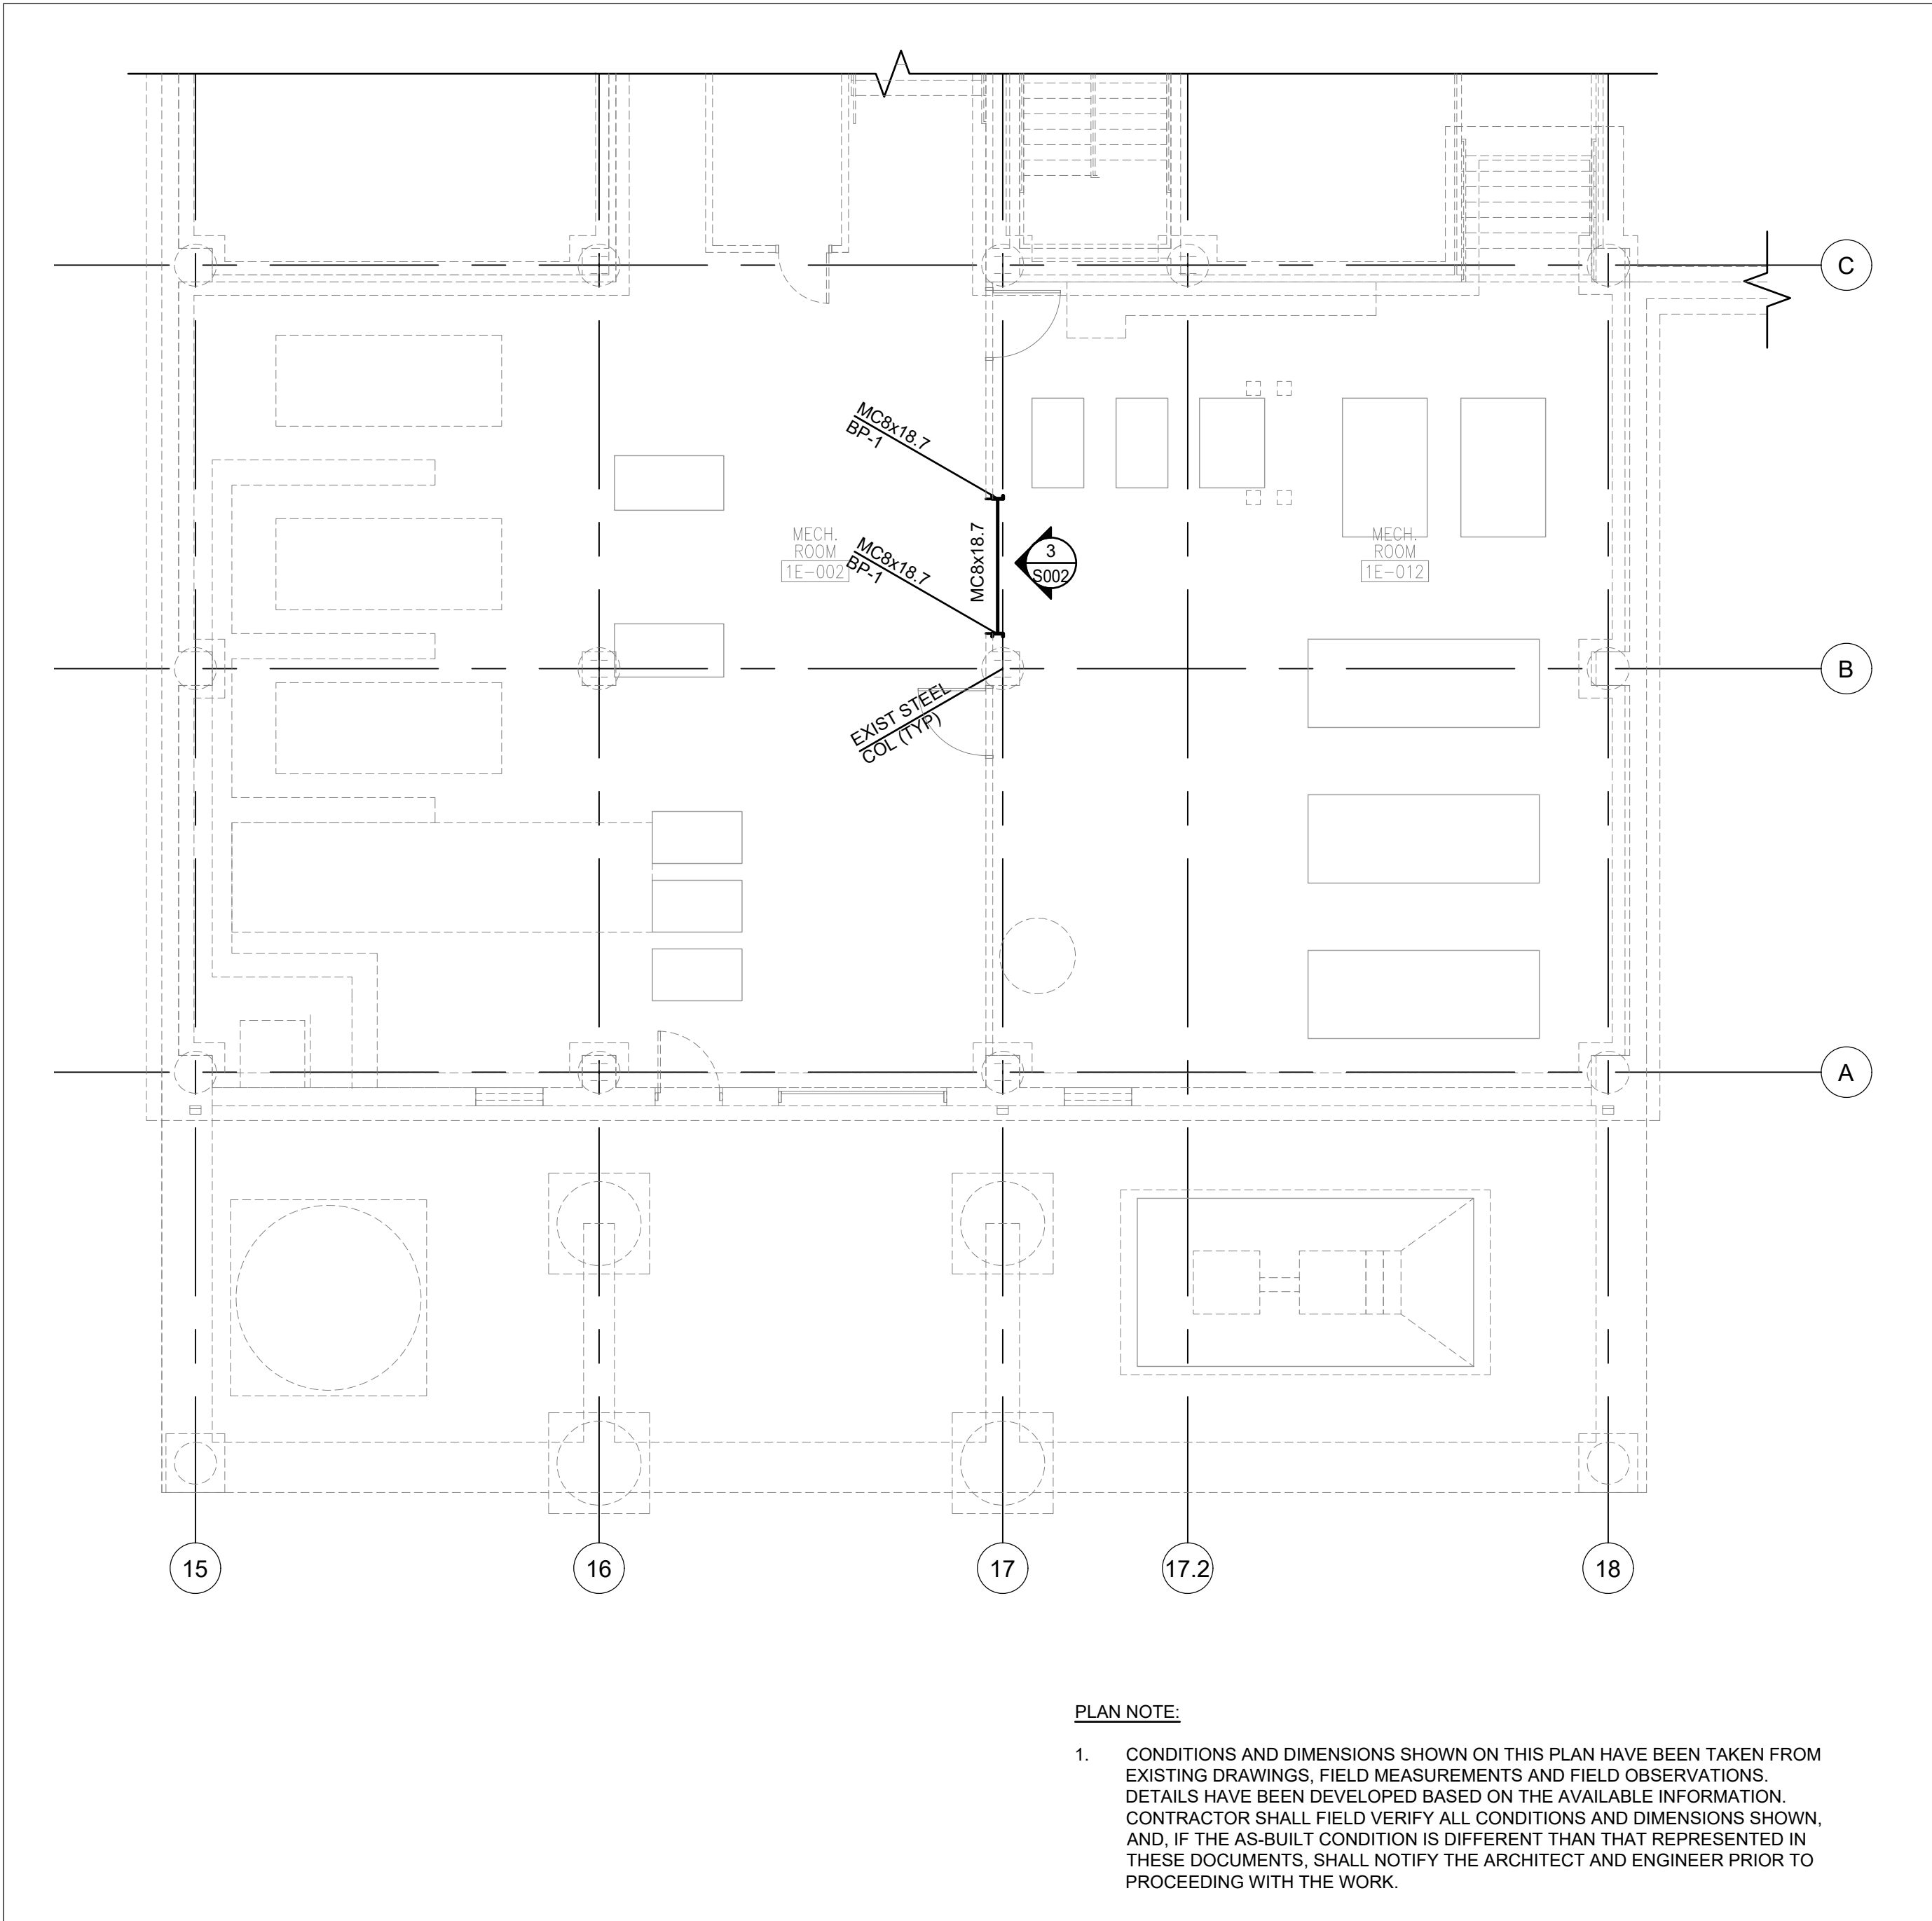 C
MC8x18.7
BP-1
MC8x18.7
3
S002
MECH.
ROOM
1E-002
MC8x18.7
BP-1
MECH.
ROOM
1E-012
B
EXIST STEEL
COL (TYP)
A
15
16
17
17.2
18
PLAN NOTE:
1. CONDITIONS AND DIMENSIONS SHOWN ON THIS PLAN HAVE BEEN TAKEN FROM
EXISTING DRAWINGS, FIELD MEASUREMENTS AND FIELD OBSERVATIONS.
DETAILS HAVE BEEN DEVELOPED BASED ON THE AVAILABLE INFORMATION.
CONTRACTOR SHALL FIELD VERIFY ALL CONDITIONS AND DIMENSIONS SHOWN,
AND, IF THE AS-BUILT CONDITION IS DIFFERENT THAN THAT REPRESENTED IN
THESE DOCUMENTS, SHALL NOTIFY THE ARCHITECT AND ENGINEER PRIOR TO
PROCEEDING WITH THE WORK.